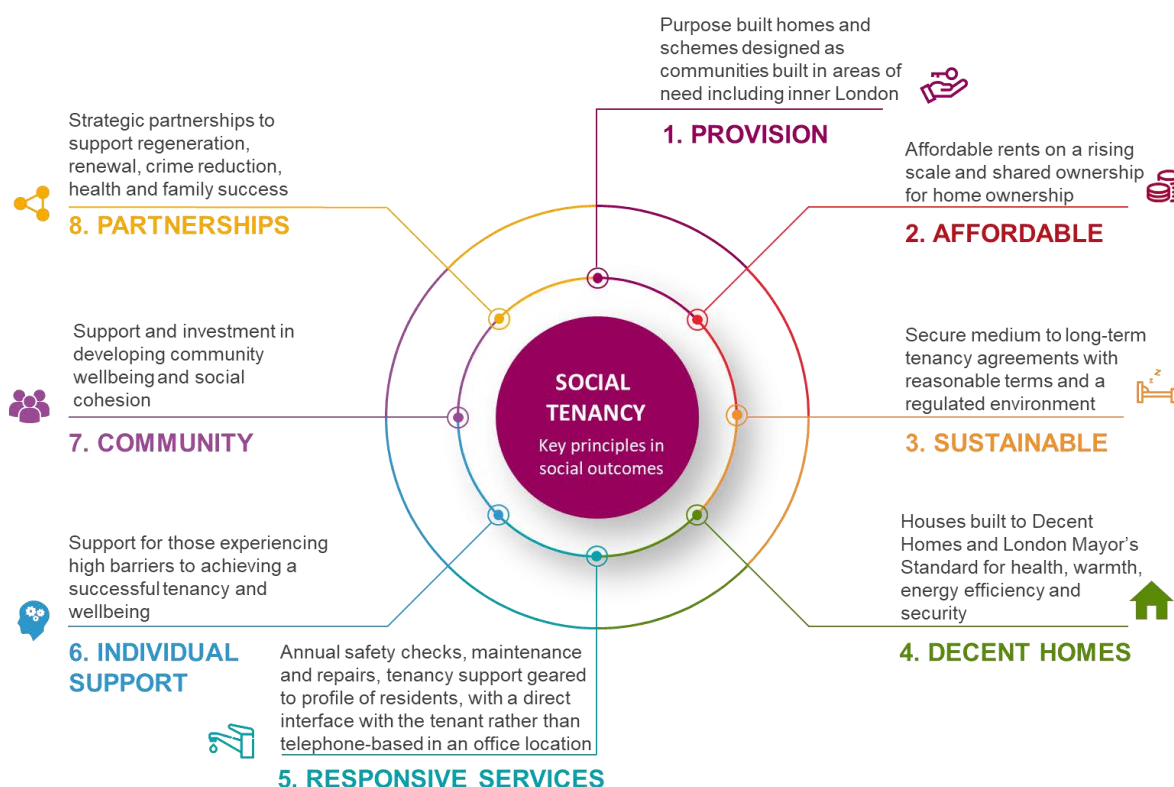 SOCIAL
TENANCY
Key principles in
social outcomes
Purpose built homes and
schemes designed as
communities built in areas of
need including inner London
1. PROVISION
Affordable rents on a rising
scale and shared ownership
for home ownership
2. AFFORDABLE
Secure medium to long-term
tenancy agreements with
reasonable terms and a
regulated environment
3. SUSTAINABLE
Houses built to Decent
Homes and London Mayor's
Standard for health, warmth,
energy efficiency and
security
4. DECENT HOMES
Annual safety checks, maintenance
and repairs, tenancy support geared
to profile of residents, with a direct
interface with the tenant rather than
telephone-based in an office location
5. RESPONSIVE SERVICES
Support for those experiencing
high barriers to achieving a
successful tenancy and
wellbeing
6. INDIVIDUAL
SUPPORT
Support and investment in
developing community
wellbeing and social
cohesion
7. COMMUNITY
Strategic partnerships to
support regeneration,
renewal, crime reduction,
health and family success
8. PARTNERSHIPS
z
z
z